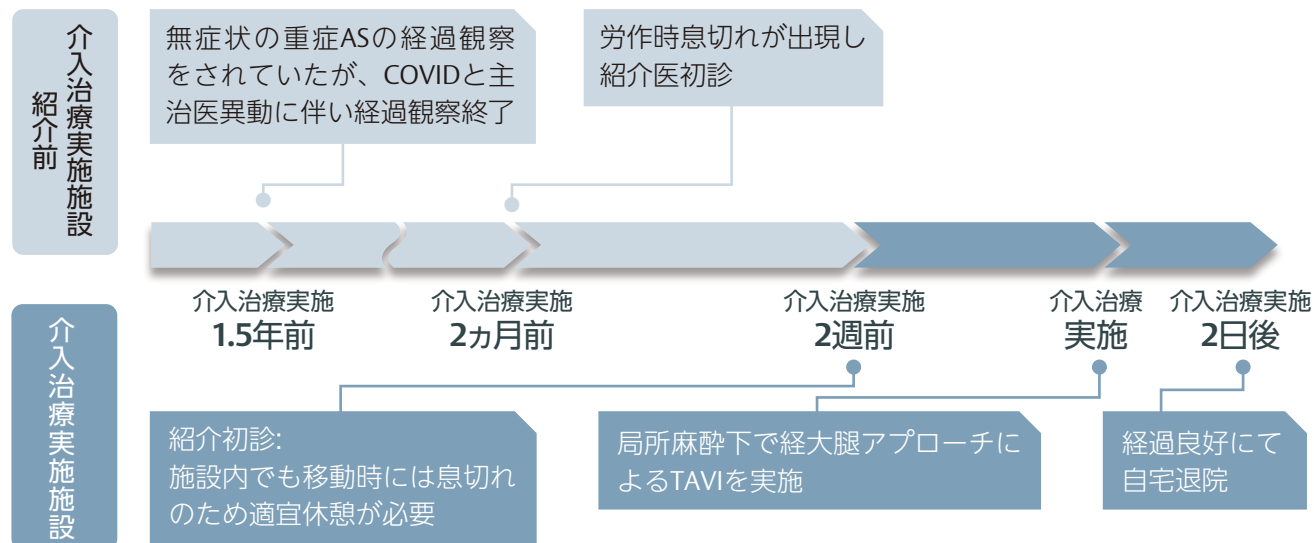 介入治療実施施設
紹介前
無症状の重症ASの経過観察
をされていたが、COVIDと主
治医異動に伴い経過観察終了
労作時息切れが出現し
紹介医初診
介入治療実施
1.5年前
介入治療実施
2ヵ月前
介入治療実施
2週前
介入治療
実施
介入治療実施
2日後
介入治療実施施設
紹介初診:
施設内でも移動時には息切れ
のため適宜休憩が必要
局所麻酔下で経大腿アプローチに
よるTAVIを実施
経過良好にて
自宅退院